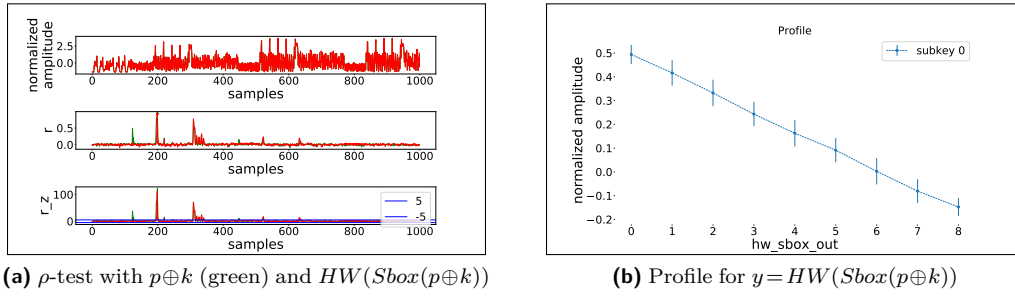 normalized
amplitude
2.5
0.0
0 200 400 600 800 1000
samples
r
0.5
0.0
0 200 400 600 800 1000
samples
r_z
100
0
5
-5
0 200 400 600 800 1000
samples
(a) ρ-test with p⊕k (green) and HW(Sbox(p⊕k))
Profile
subkey 0
normalized amplitude
0.5
0.4
0.3
0.2
0.1
0.0
−0.1
−0.2
0 1 2 3 4 5 6 7 8
hw_sbox_out
(b) Profile for y=HW(Sbox(p⊕k))